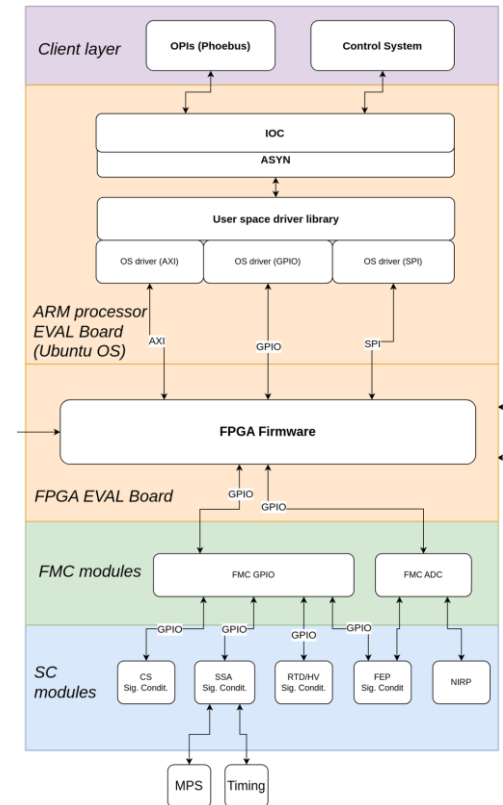 Client layer
OPIs (Phoebus)
Control System
IOC
ASYN
User space driver library
OS driver (AXI)
OS driver (GPIO)
OS driver (SPI)
ARM processor
EVAL Board
(Ubuntu OS)
AXI
GPIO
SPI
FPGA Firmware
FPGA EVAL Board
GPIO
GPIO
FMC modules
FMC GPIO
FMC ADC
GPIO
GPIO
GPIO
GPIO
SC
modules
CS
Sig. Condit.
SSA
Sig. Condit.
RTD/HV
Sig. Condit.
FEP
Sig. Condit
NIRP
MPS
Timing